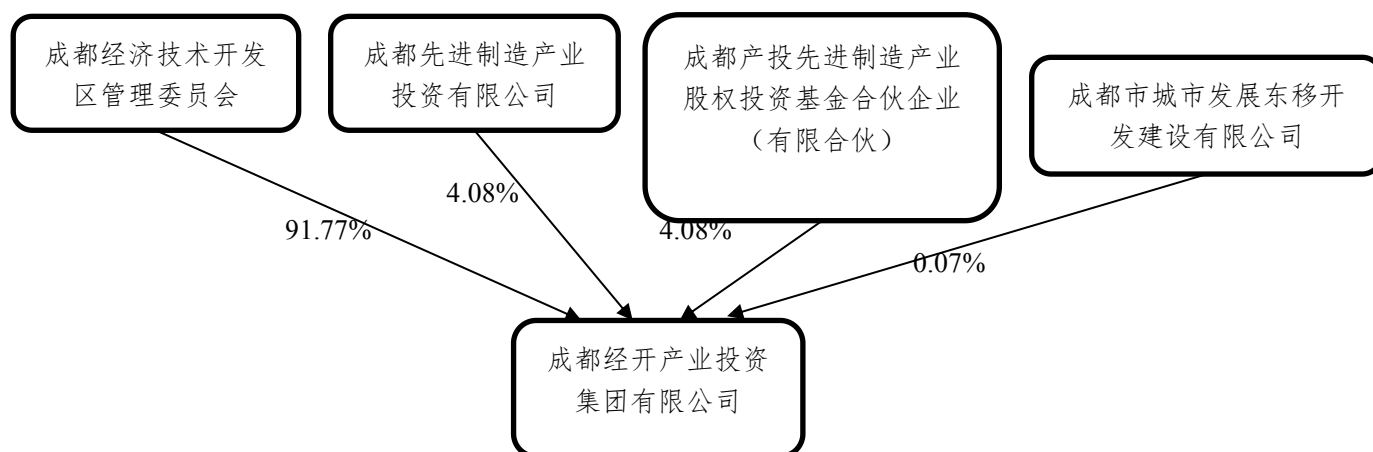 成都经济技术开发
区管理委员会
成都先进制造产业
投资有限公司
成都产投先进制造产业
股权投资基金合伙企业
（有限合伙）
成都市城市发展东移开
发建设有限公司
91.77%
4.08%
4.08%
0.07%
成都经开产业投资
集团有限公司